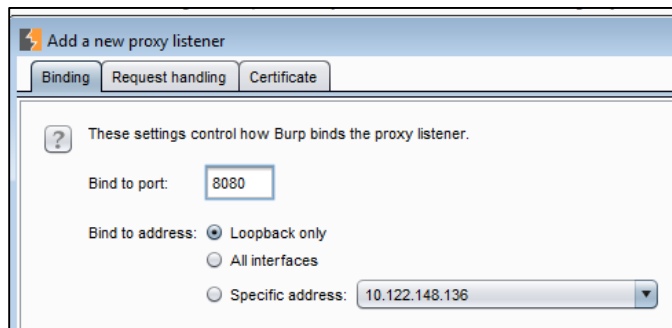 Add a new proxy listener
Binding Request handling Certificate
? These settings control how Burp binds the proxy listener.
Bind to port: 8080
Bind to address: Loopback only
All interfaces
Specific address: 10.122.148.136